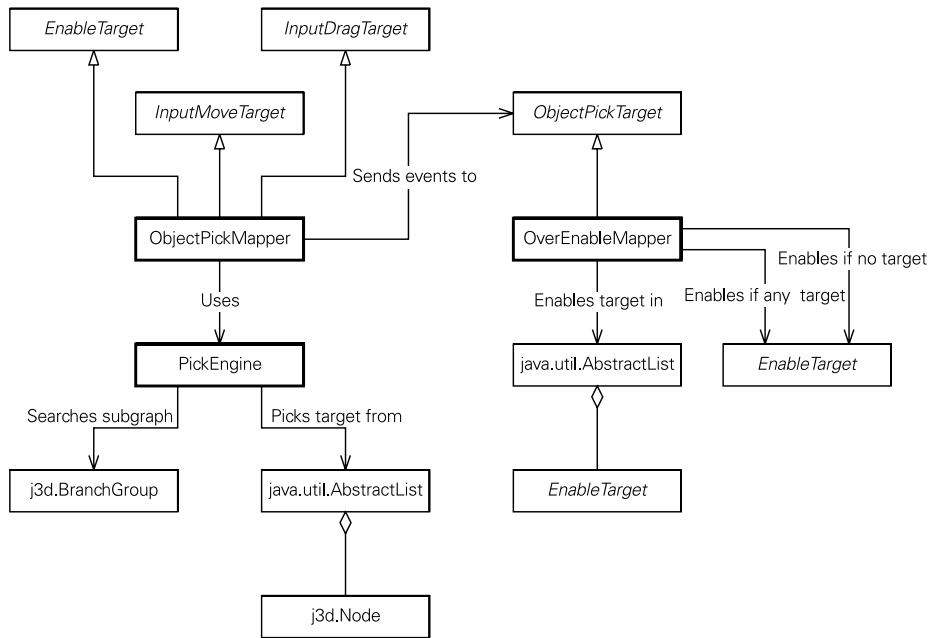 EnableTarget
InputDragTarget
InputMoveTarget
ObjectPickTarget
Sends events to
ObjectPickMapper
OverEnableMapper
Enables if no target
Uses
Enables target in
Enables if any target
PickEngine
java.util.AbstractList
EnableTarget
Searches subgraph
Picks target from
j3d.BranchGroup
java.util.AbstractList
EnableTarget
j3d.Node